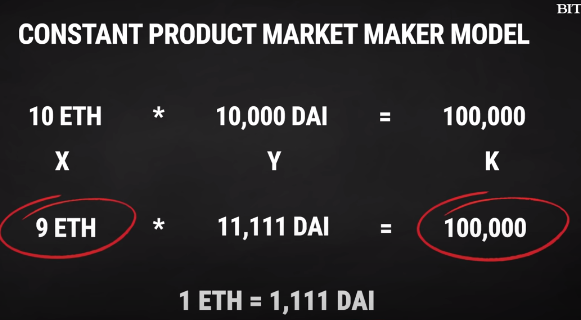 BIT
CONSTANT PRODUCT MARKET MAKER MODEL
10 ETH * 10,000 DAI = 100,000
X Y K
9 ETH * 11,111 DAI = 100,000
1 ETH = 1,111 DAI